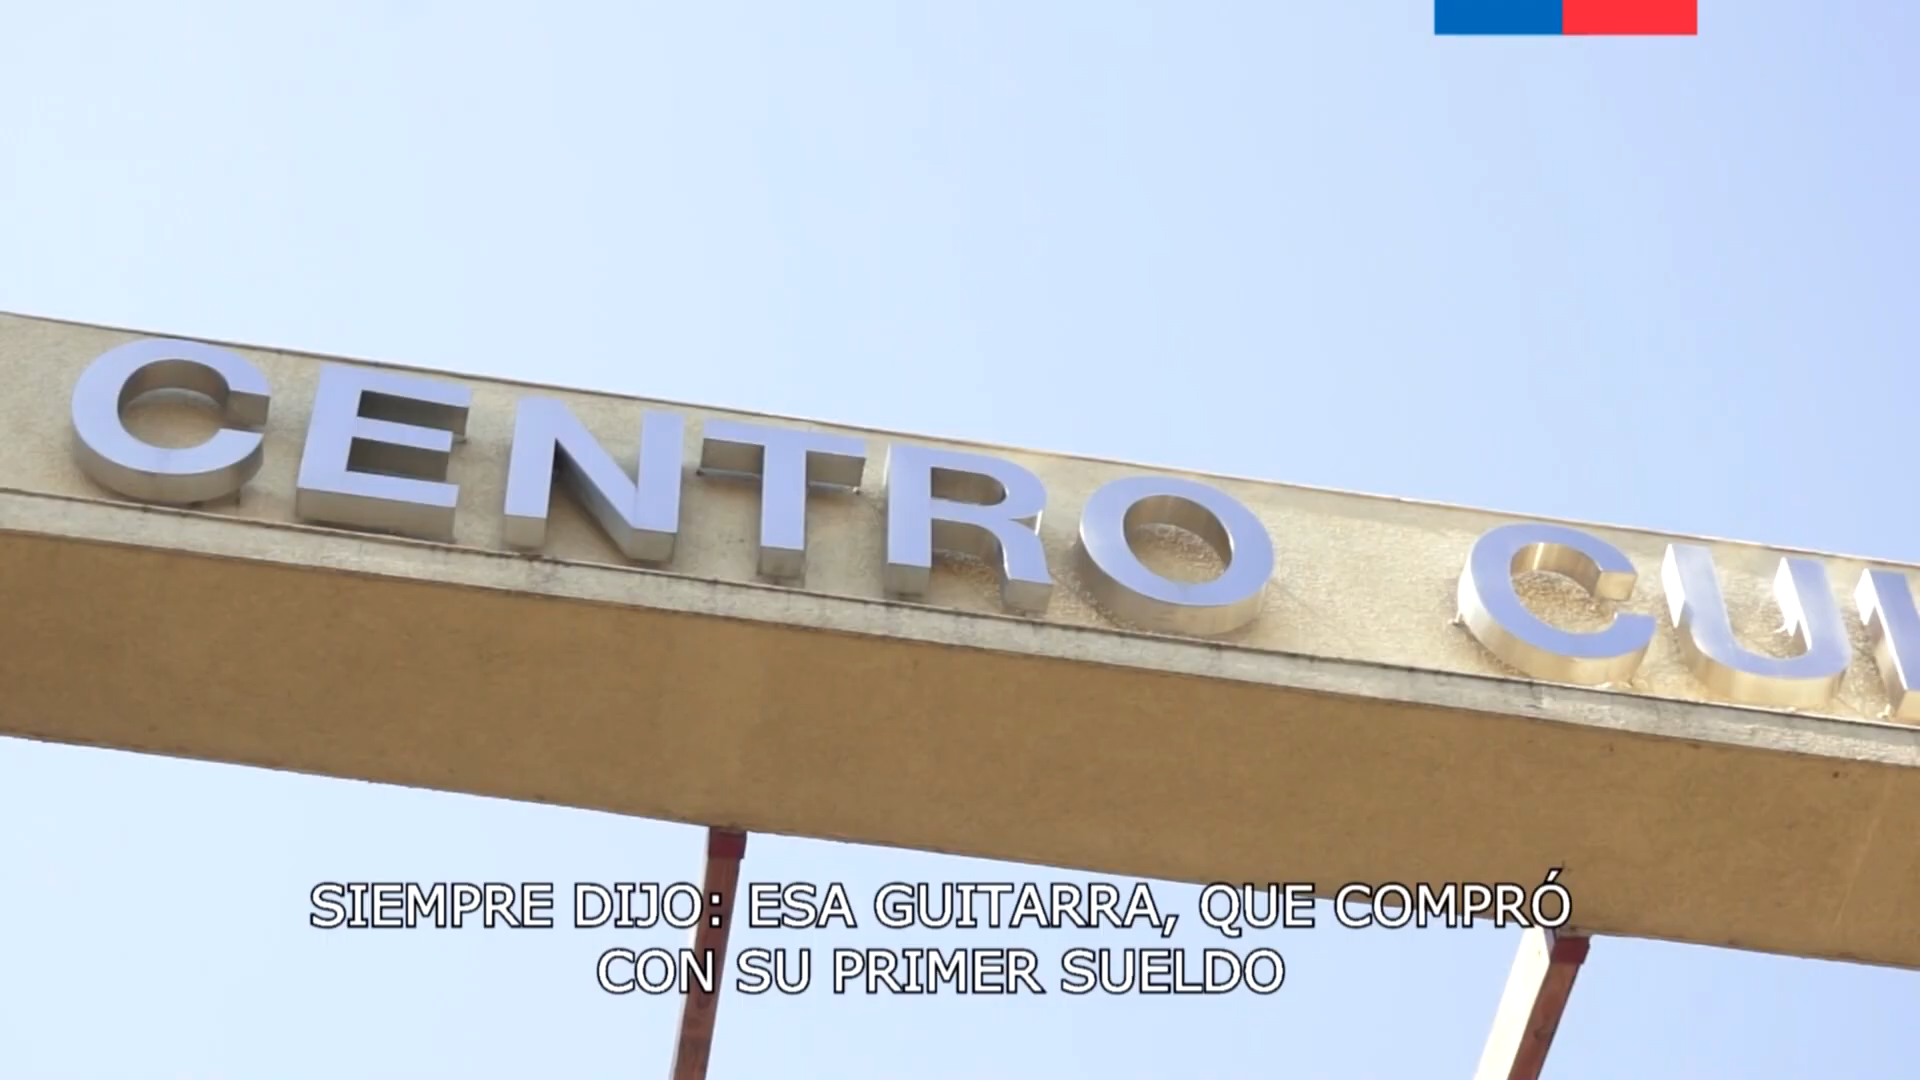 CENTRO
SIEMPRE DIJO: ESA GUITARRA, QUE COMPRÓ
CON SU PRIMER SUELDO